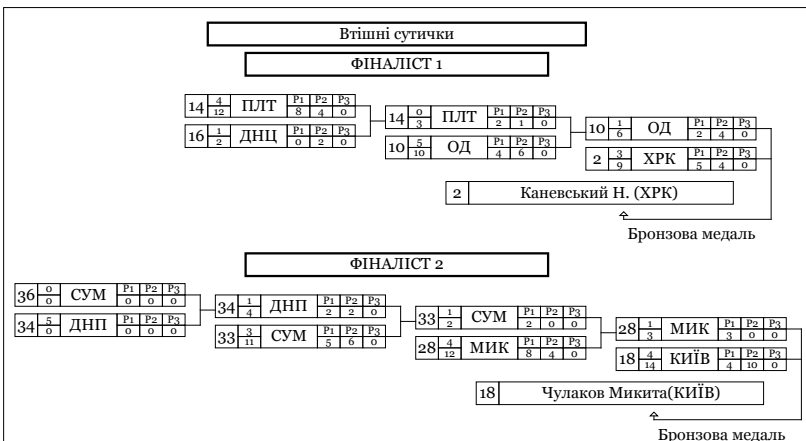 Втішні сутички
ФІНАЛІСТ 1
14 4 12 ПЛТ P1 P2 P3 8 4 0
16 1 2 ДНЦ P1 P2 P3 0 2 0
14 0 3 ПЛТ P1 P2 P3 2 1 0
10 5 10 ОД P1 P2 P3 4 6 0
10 1 6 ОД P1 P2 P3 2 4 0
2 3 9 ХРК P1 P2 P3 5 4 0
2 Каневський Н. (ХРК)
Бронзова медаль
ФІНАЛІСТ 2
36 0 0 СУМ P1 P2 P3 0 0 0
34 5 0 ДНП P1 P2 P3 0 0 0
34 1 4 ДНП P1 P2 P3 2 2 0
33 3 11 СУМ P1 P2 P3 5 6 0
33 1 2 СУМ P1 P2 P3 2 0 0
28 4 12 МИК P1 P2 P3 8 4 0
28 1 3 МИК P1 P2 P3 3 0 0
18 4 14 КИЇВ P1 P2 P3 4 10 0
18 Чулаков Микита(КИЇВ)
Бронзова медаль